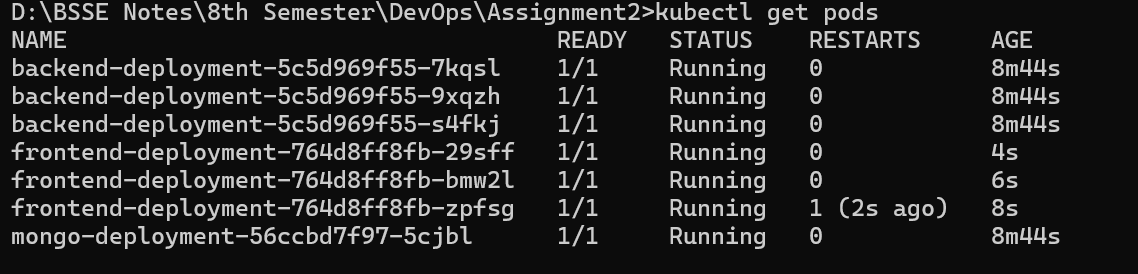 D:\BSSE Notes\8th Semester\DevOps\Assignment2>kubectl get pods
NAME READY STATUS RESTARTS AGE
backend-deployment-5c5d969f55-7kqsl 1/1 Running 0 8m44s
backend-deployment-5c5d969f55-9xqzh 1/1 Running 0 8m44s
backend-deployment-5c5d969f55-s4fkj 1/1 Running 0 8m44s
frontend-deployment-764d8ff8fb-29sff 1/1 Running 0 4s
frontend-deployment-764d8ff8fb-bmw2l 1/1 Running 0 6s
frontend-deployment-764d8ff8fb-zpfsg 1/1 Running 1 (2s ago) 8s
mongo-deployment-56ccbd7f97-5cjbl 1/1 Running 0 8m44s